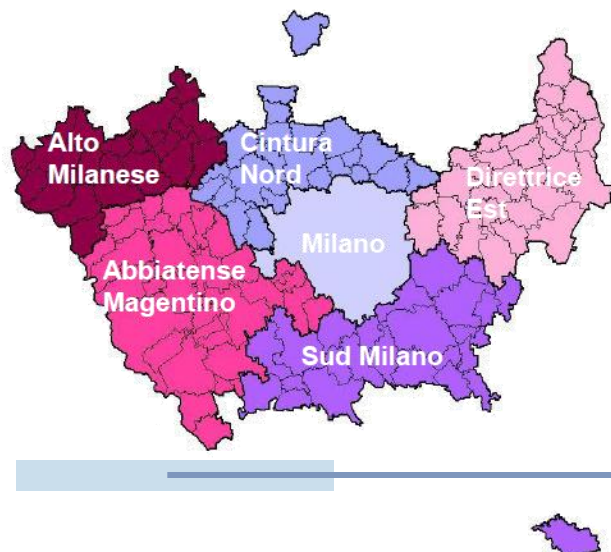 Alto
Milanese
Cintura
Nord
Direttrice
Est
Milano
Abbiatense
Magentino
Sud Milano